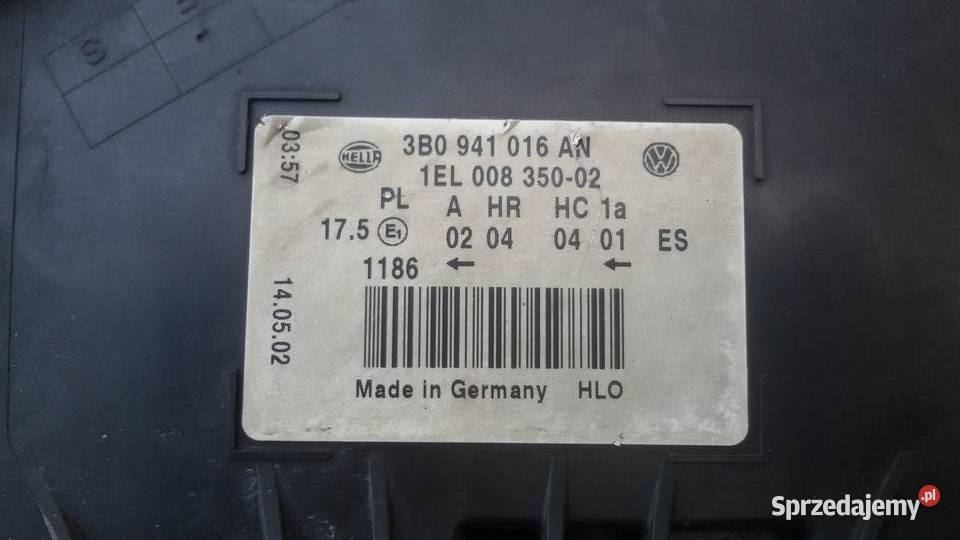 S
03:57
HELLA
3B0 941 016 AN
1EL 008 350-02
PL A HR HC 1a
17.5 E1 02 04 04 01 ES
1186 ← ←
14.05.02
Made in Germany HLO
Sprzedajemy.pl